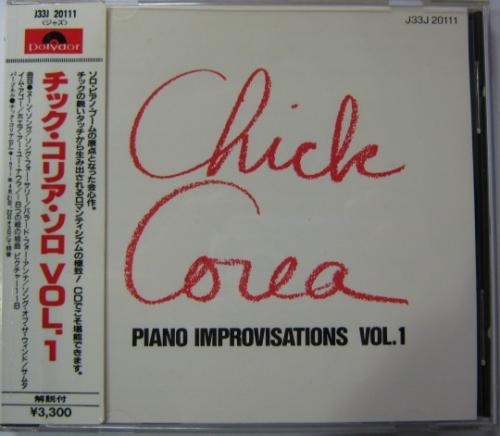 J33J 20111
<ジャズ>
polydor
チック・コリア・ソロ VOL.1
ソロ・ピアノ・ブームの原点となった会心作。
チックの鋭いタッチから生み出されるロマンティシズムの極致！CDでこそ堪能できます。
解説付
¥3,300
J33J 20111
Chick
Corea
PIANO IMPROVISATIONS VOL.1